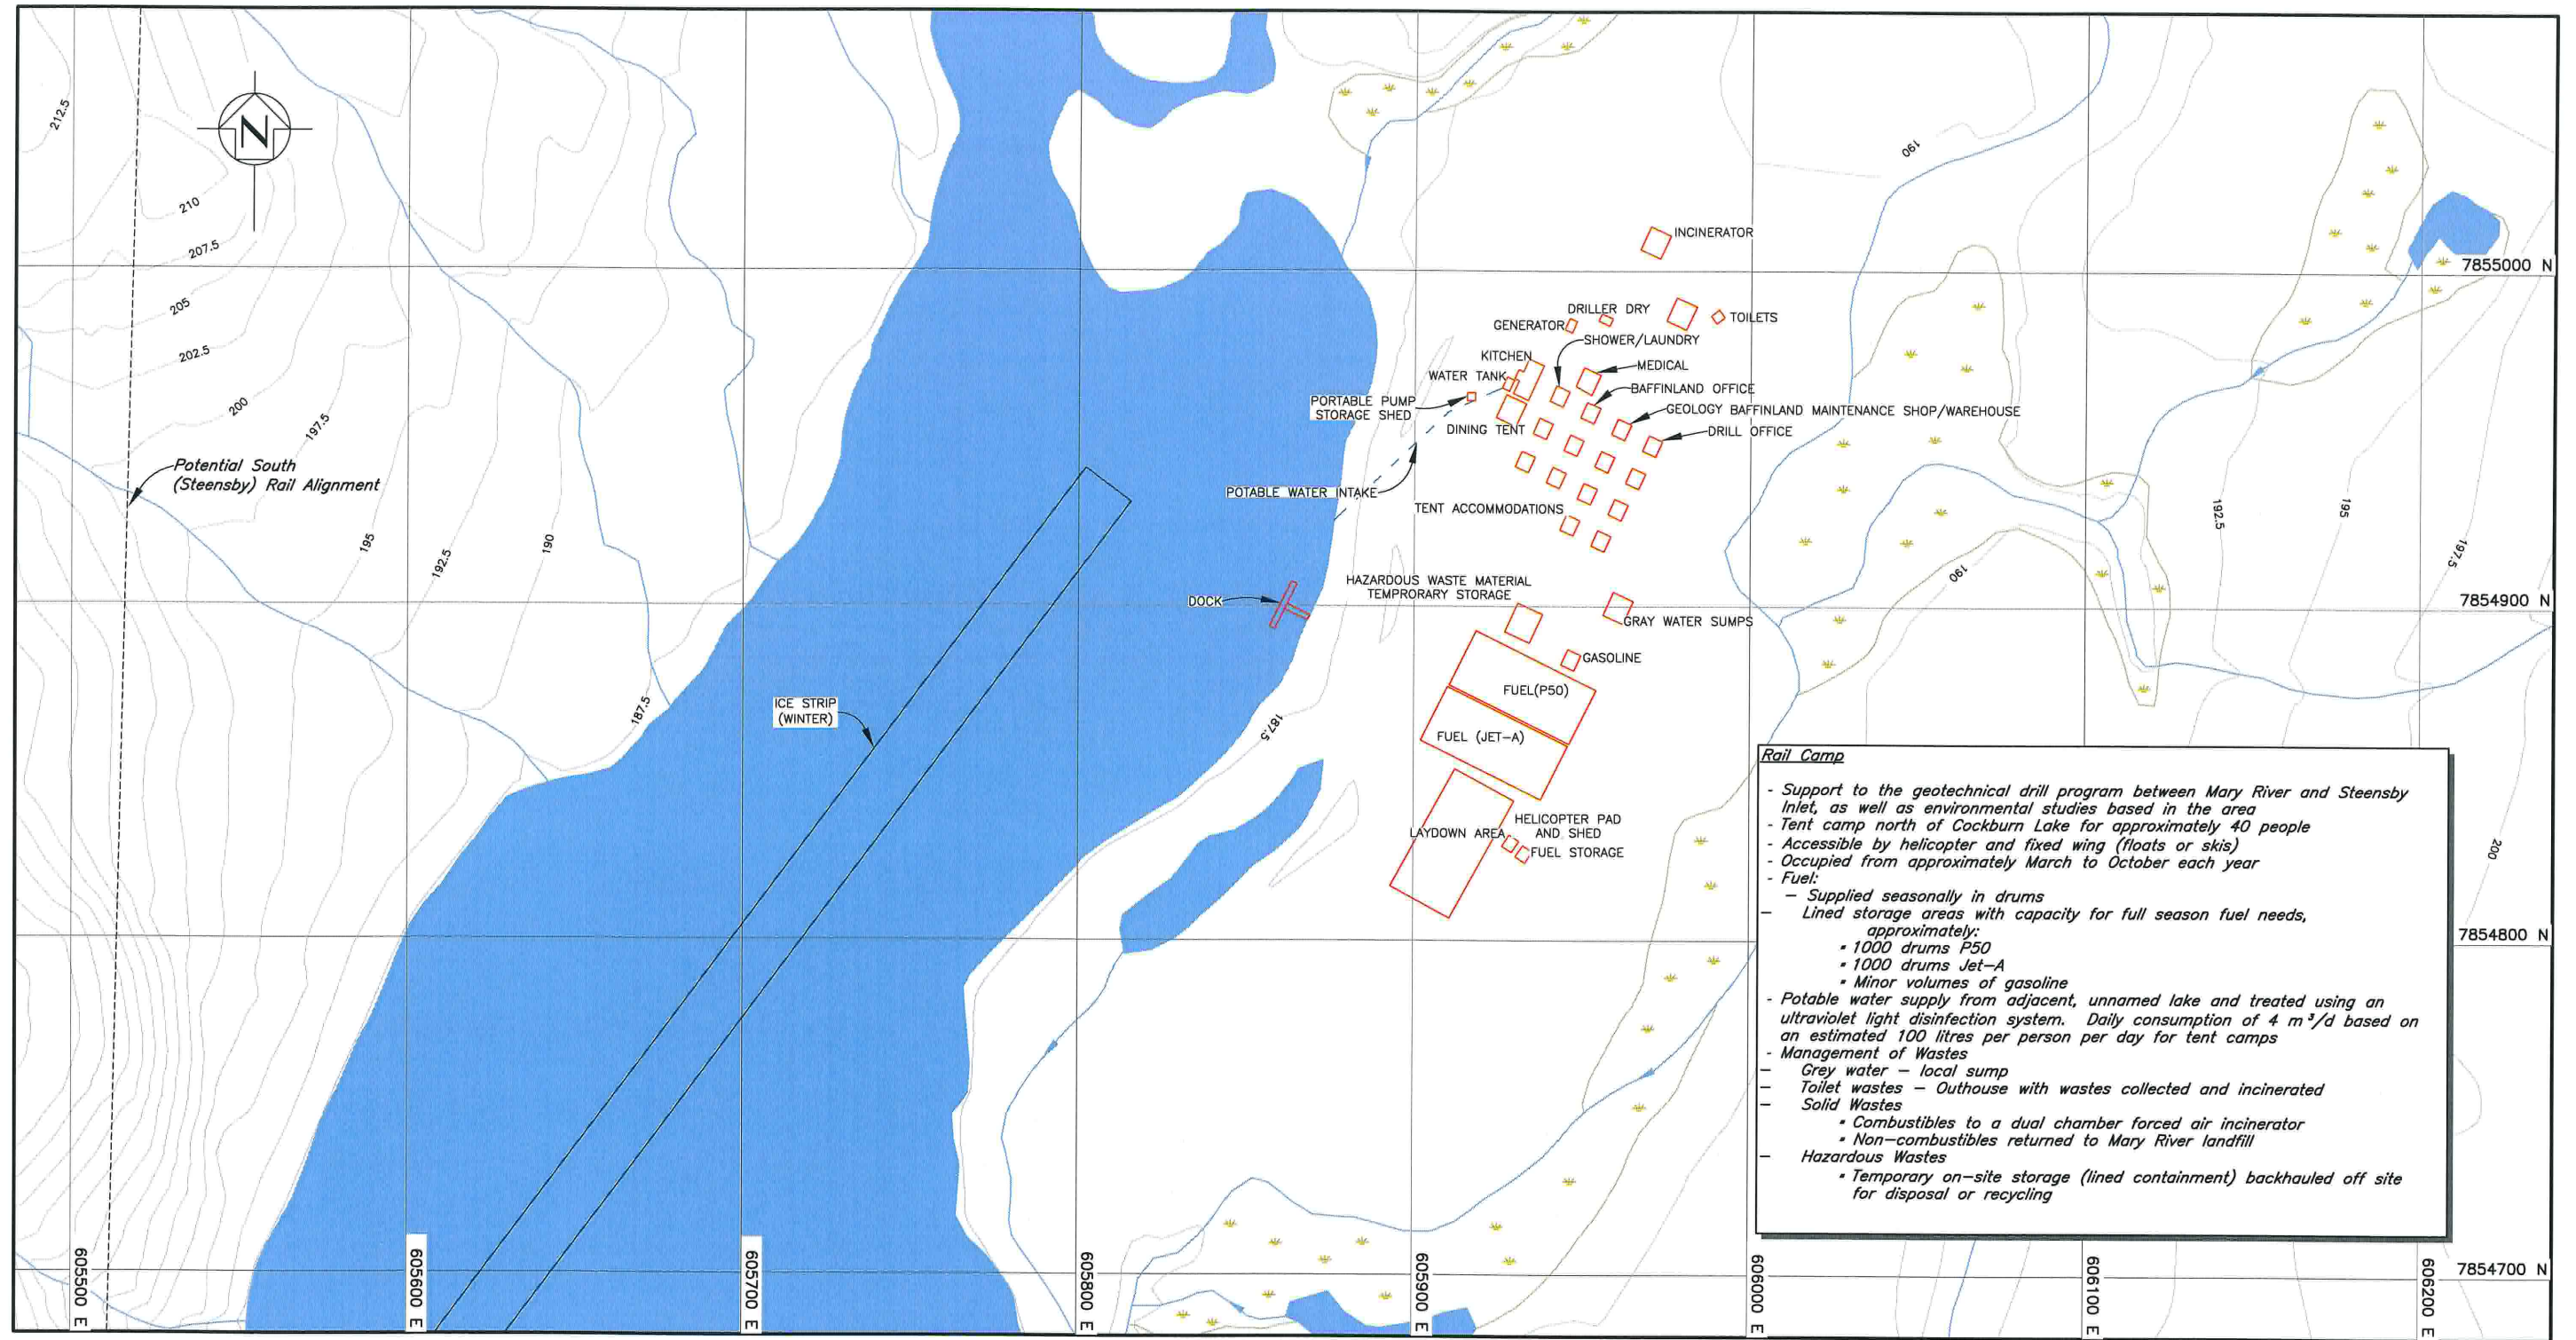 212.5
N
210
207.5
205
202.5
200
197.5
195
192.5
190
187.5
Potential South
(Steensby) Rail Alignment
ICE STRIP
(WINTER)
DOCK
187.5
INCINERATOR
DRILLER DRY
GENERATOR
TOILETS
SHOWER/LAUNDRY
KITCHEN
MEDICAL
WATER TANK
BAFFINLAND OFFICE
PORTABLE PUMP
STORAGE SHED
GEOLOGY BAFFINLAND MAINTENANCE SHOP/WAREHOUSE
DINING TENT
DRILL OFFICE
POTABLE WATER INTAKE
TENT ACCOMMODATIONS
HAZARDOUS WASTE MATERIAL
TEMPRORARY STORAGE
GRAY WATER SUMPS
GASOLINE
FUEL(P50)
FUEL (JET-A)
LAYDOWN AREA
HELICOPTER PAD
AND SHED
FUEL STORAGE
190
190
192.5
195
197.5
200
7855000 N
7854900 N
7854800 N
7854700 N
Rail Camp
- Support to the geotechnical drill program between Mary River and Steensby
Inlet, as well as environmental studies based in the area
- Tent camp north of Cockburn Lake for approximately 40 people
- Accessible by helicopter and fixed wing (floats or skis)
- Occupied from approximately March to October each year
- Fuel:
– Supplied seasonally in drums
– Lined storage areas with capacity for full season fuel needs,
approximately:
▪ 1000 drums P50
▪ 1000 drums Jet–A
▪ Minor volumes of gasoline
- Potable water supply from adjacent, unnamed lake and treated using an
ultraviolet light disinfection system. Daily consumption of 4 m³/d based on
an estimated 100 litres per person per day for tent camps
- Management of Wastes
– Grey water – local sump
– Toilet wastes – Outhouse with wastes collected and incinerated
– Solid Wastes
▪ Combustibles to a dual chamber forced air incinerator
▪ Non–combustibles returned to Mary River landfill
– Hazardous Wastes
▪ Temporary on–site storage (lined containment) backhauled off site
for disposal or recycling
605500 E
605600 E
605700 E
605800 E
605900 E
606000 E
606100 E
606200 E